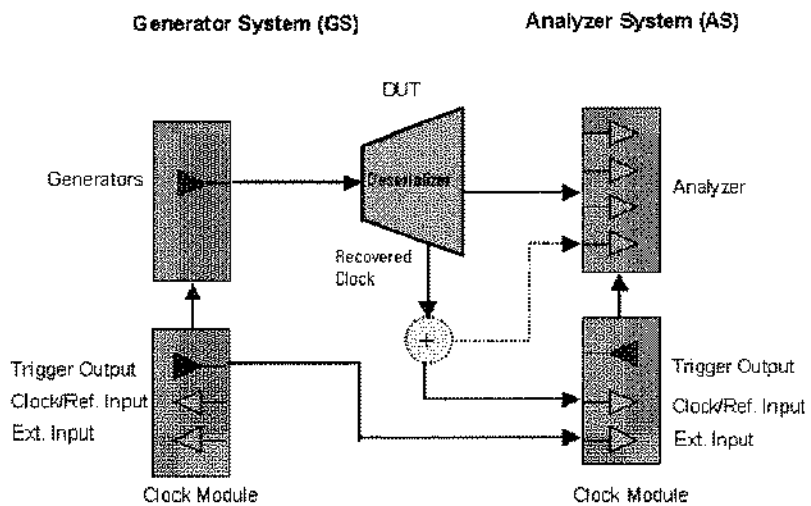 Generator System (GS)
Analyzer System (AS)
DUT
Generators
Deserializer
Analyzer
Recovered
Clock
+
Trigger Output
Clock/Ref. Input
Ext. Input
Clock Module
Trigger Output
Clock/Ref. Input
Ext. Input
Clock Module